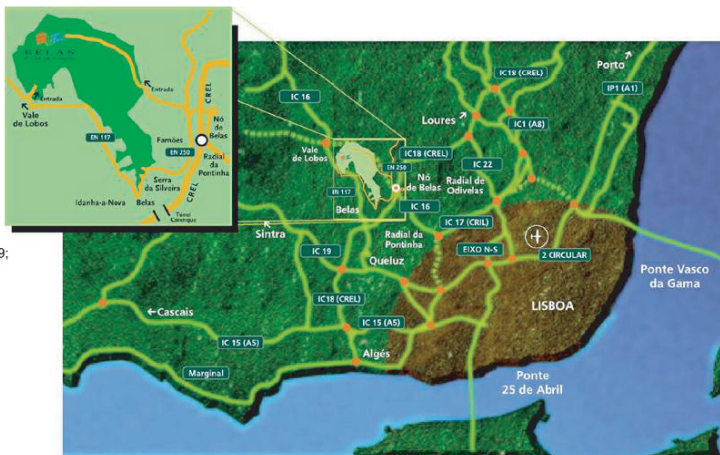 BELAS
Entrada
Entrada
Vale
de Lobos
EN 117
CREL
Nó
de
Belas
Famões
EN 250
Radial
da
Pontinha
Serra
da Silveira
Idanha-a-Nova
Belas
CREL
Túnel
Carenque
9;
Porto
IC18 (CREL)
IP1 (A1)
IC 16
Loures
IC1 (A8)
Vale
de Lobos
IC18 (CREL)
IC 22
EN 250
Nó
de Belas
Radial de
Odivelas
EN 117
Belas
IC 16
Sintra
Radial da
Pontinha
IC 17 (CRIL)
IC 19
Queluz
EIXO N-S
2 CIRCULAR
Ponte Vasco
da Gama
IC18 (CREL)
LISBOA
Cascais
IC 15 (A5)
IC 15 (A5)
Algés
Marginal
Ponte
25 de Abril